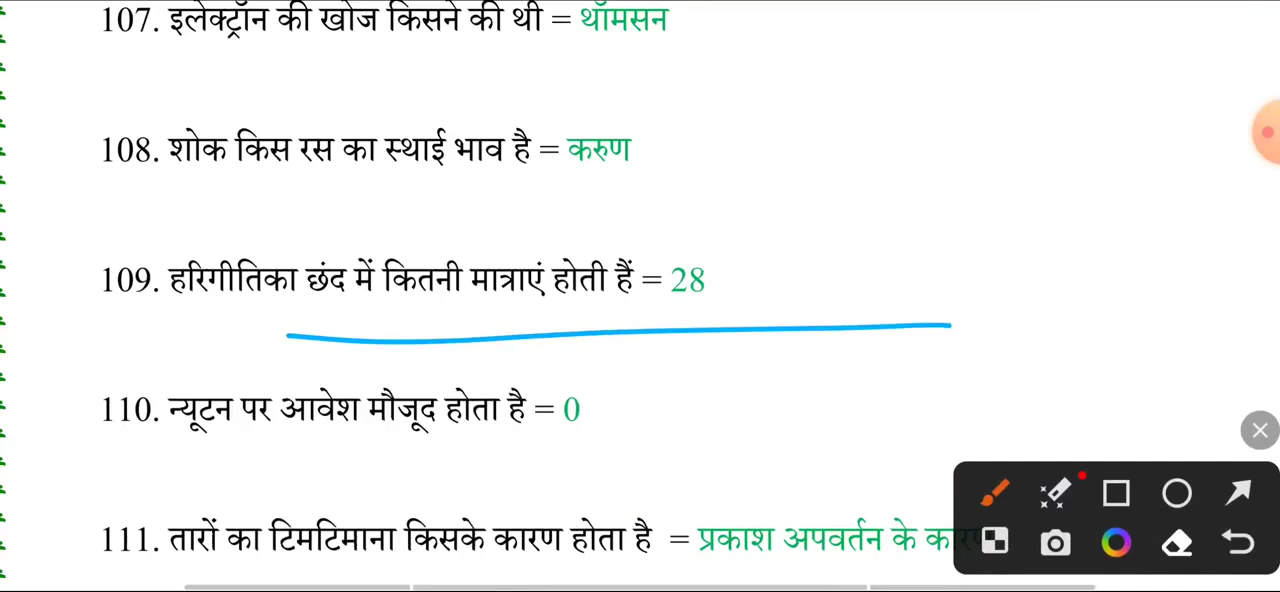 107. इलेक्ट्रॉन की खोज किसने की थी = थॉमसन
108. शोक किस रस का स्थाई भाव है = करुण
109. हरिगीतिका छंद में कितनी मात्राएं होती हैं = 28
110. न्यूटन पर आवेश मौजूद होता है = 0
111. तारों का टिमटिमाना किसके कारण होता है = प्रकाश अपवर्तन के